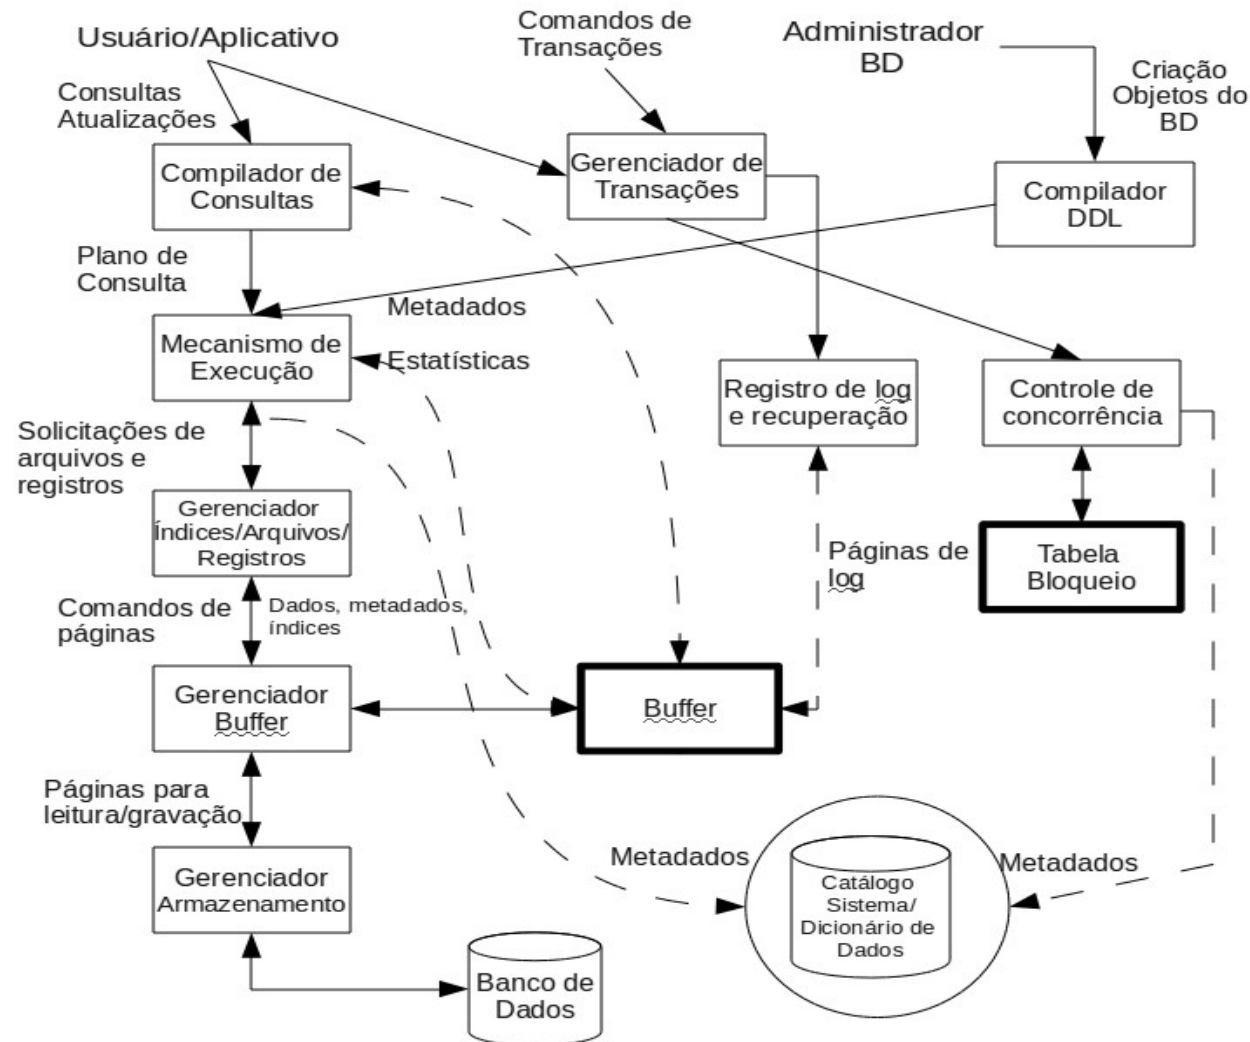 Usuário/Aplicativo
Comandos de
Transações
Administrador
BD
Consultas
Atualizações
Criação
Objetos do
BD
Compilador de
Consultas
Gerenciador de
Transações
Compilador
DDL
Plano de
Consulta
Metadados
Mecanismo de
Execução
Estatísticas
Registro de log
e recuperação
Controle de
concorrência
Solicitações de
arquivos e
registros
Gerenciador
Índices/Arquivos/
Registros
Páginas de
log
Tabela
Bloqueio
Comandos de
páginas
Dados, metadados,
índices
Gerenciador
Buffer
Buffer
Páginas para
leitura/gravação
Metadados
Metadados
Gerenciador
Armazenamento
Catálogo
Sistema/
Dicionário de
Dados
Banco de
Dados